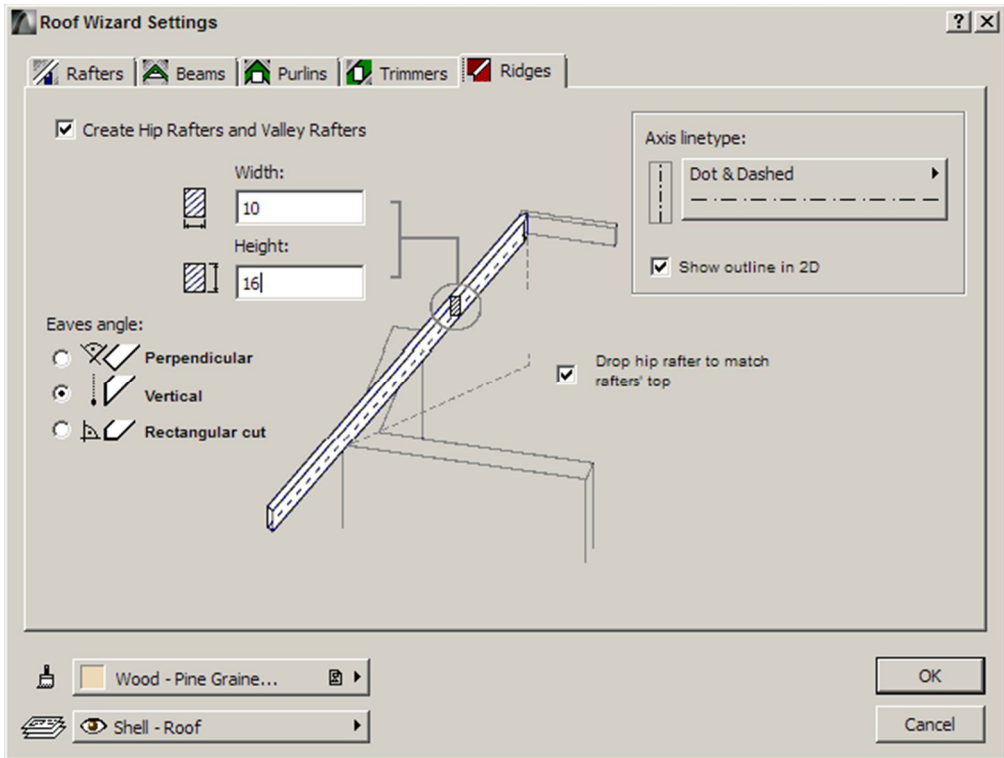 Roof Wizard Settings
?
Rafters
Beams
Purlins
Trimmers
Ridges
Create Hip Rafters and Valley Rafters
Width:
10
Height:
16
Eaves angle:
Perpendicular
Vertical
Rectangular cut
Axis linetype:
Dot & Dashed
Show outline in 2D
Drop hip rafter to match
rafters' top
Wood - Pine Graine...
Shell - Roof
OK
Cancel